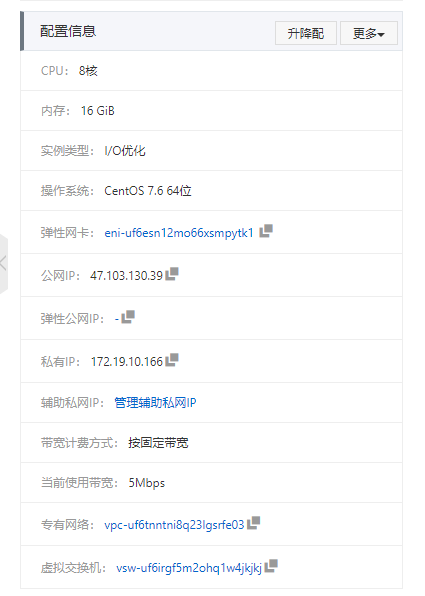 配置信息
升降配 更多
CPU： 8核
内存： 16 GiB
实例类型： I/O优化
操作系统： CentOS 7.6 64位
弹性网卡： eni-uf6esn12mo66xsmpytk1
公网IP： 47.103.130.39
弹性公网IP： -
私有IP： 172.19.10.166
辅助私网IP： 管理辅助私网IP
带宽计费方式： 按固定带宽
当前使用带宽： 5Mbps
专有网络： vpc-uf6tnntni8q23lgsrfe03
虚拟交换机： vsw-uf6irgf5m2ohq1w4jkjkj